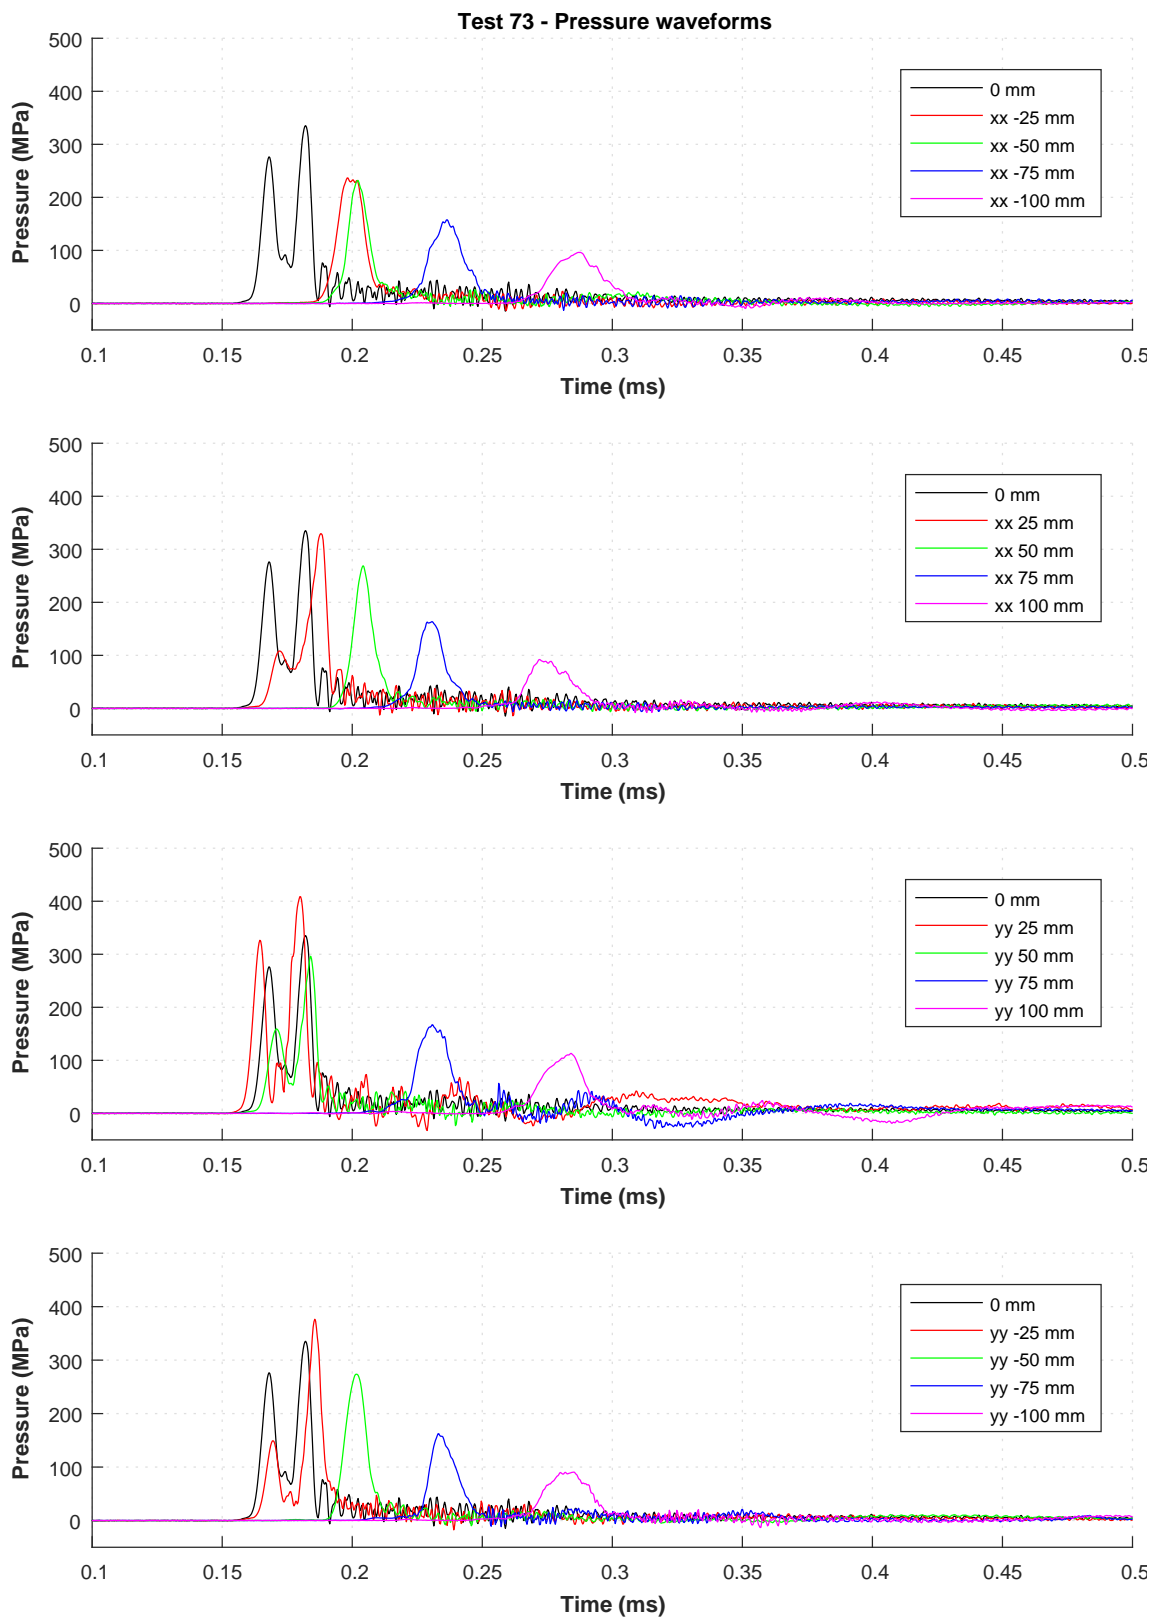 Test 73 - Pressure waveforms
500
400
300
200
100
0
Pressure (MPa)
0 mm
xx -25 mm
xx -50 mm
xx -75 mm
xx -100 mm
0.1 0.15 0.2 0.25 0.3 0.35 0.4 0.45 0.5
Time (ms)
500
400
300
200
100
0
Pressure (MPa)
0 mm
xx 25 mm
xx 50 mm
xx 75 mm
xx 100 mm
0.1 0.15 0.2 0.25 0.3 0.35 0.4 0.45 0.5
Time (ms)
500
400
300
200
100
0
Pressure (MPa)
0 mm
yy 25 mm
yy 50 mm
yy 75 mm
yy 100 mm
0.1 0.15 0.2 0.25 0.3 0.35 0.4 0.45 0.5
Time (ms)
500
400
300
200
100
0
Pressure (MPa)
0 mm
yy -25 mm
yy -50 mm
yy -75 mm
yy -100 mm
0.1 0.15 0.2 0.25 0.3 0.35 0.4 0.45 0.5
Time (ms)